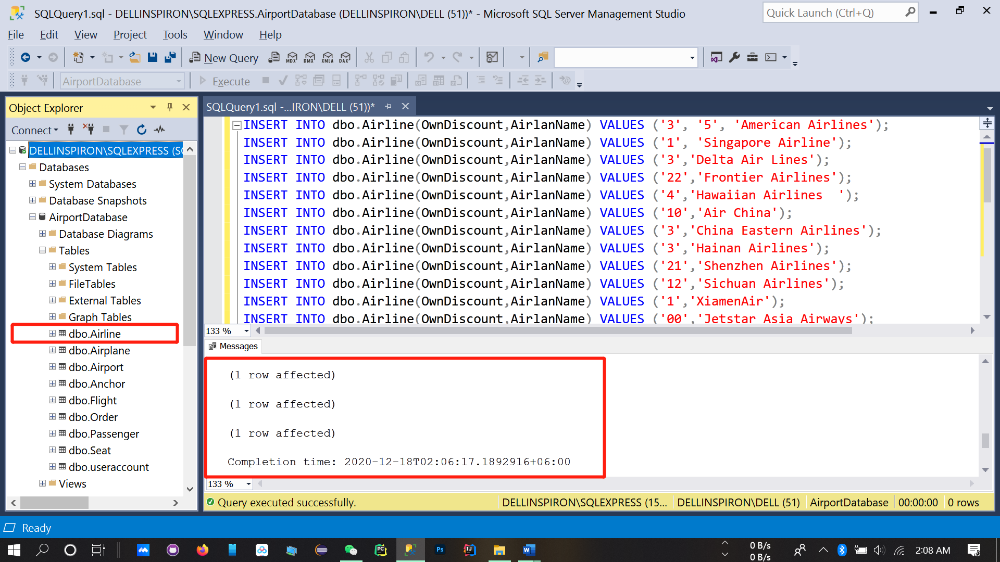 SQLQuery1.sql - DELLINSPIRON\SQLEXPRESS.AirportDatabase (DELLINSPIRON\DELL (51))* - Microsoft SQL Server Management Studio
Quick Launch (Ctrl+Q)
File Edit View Project Tools Window Help
New Query MDX DMX XMLA DAX
AirportDatabase Execute
Object Explorer
Connect
DELLINSPIRON\SQLEXPRESS (SQ
Databases
System Databases
Database Snapshots
AirportDatabase
Database Diagrams
Tables
System Tables
FileTables
External Tables
Graph Tables
dbo.Airline
dbo.Airplane
dbo.Airport
dbo.Anchor
dbo.Flight
dbo.Order
dbo.Passenger
dbo.Seat
dbo.useraccount
Views
SQLQuery1.sql -...IRON\DELL (51))*
INSERT INTO dbo.Airline(OwnDiscount,AirlanName) VALUES ('3', '5', 'American Airlines');
INSERT INTO dbo.Airline(OwnDiscount,AirlanName) VALUES ('1', 'Singapore Airline');
INSERT INTO dbo.Airline(OwnDiscount,AirlanName) VALUES ('3','Delta Air Lines');
INSERT INTO dbo.Airline(OwnDiscount,AirlanName) VALUES ('22','Frontier Airlines');
INSERT INTO dbo.Airline(OwnDiscount,AirlanName) VALUES ('4','Hawaiian Airlines  ');
INSERT INTO dbo.Airline(OwnDiscount,AirlanName) VALUES ('10','Air China');
INSERT INTO dbo.Airline(OwnDiscount,AirlanName) VALUES ('3','China Eastern Airlines');
INSERT INTO dbo.Airline(OwnDiscount,AirlanName) VALUES ('3','Hainan Airlines');
INSERT INTO dbo.Airline(OwnDiscount,AirlanName) VALUES ('21','Shenzhen Airlines');
INSERT INTO dbo.Airline(OwnDiscount,AirlanName) VALUES ('12','Sichuan Airlines');
INSERT INTO dbo.Airline(OwnDiscount,AirlanName) VALUES ('1','XiamenAir');
INSERT INTO dbo.Airline(OwnDiscount,AirlanName) VALUES ('00','Jetstar Asia Airways');
133 %
Messages
(1 row affected)
(1 row affected)
(1 row affected)
Completion time: 2020-12-18T02:06:17.1892916+06:00
133 %
Query executed successfully. DELLINSPIRON\SQLEXPRESS (15... DELLINSPIRON\DELL (51) AirportDatabase 00:00:00 0 rows
Ready
PC Ps IJ W
0 B/s
0 B/s
2:08 AM